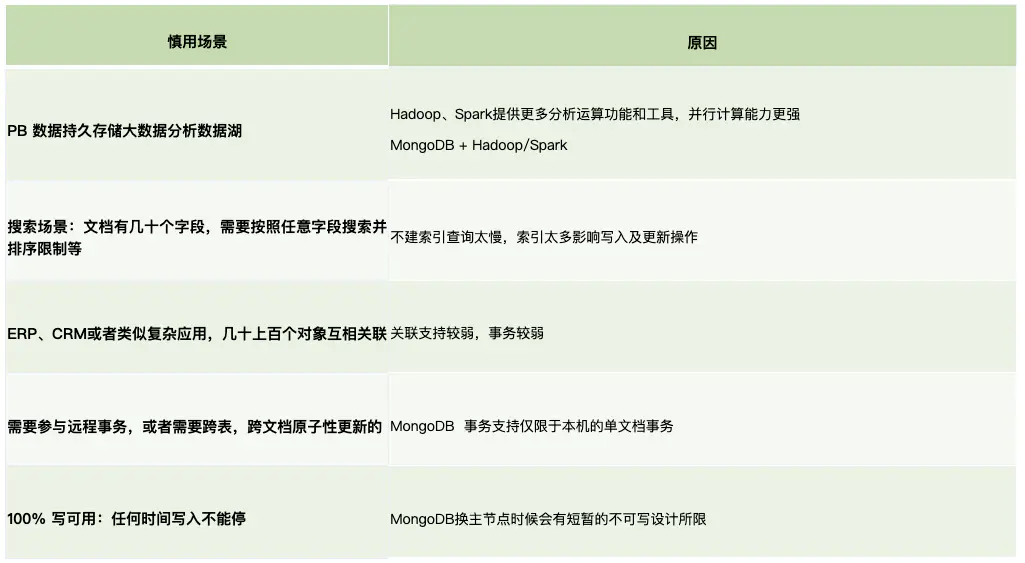 慎用场景
原因
PB 数据持久存储大数据分析数据湖
Hadoop、Spark提供更多分析运算功能和工具，并行计算能力更强
MongoDB + Hadoop/Spark
搜索场景：文档有几十个字段，需要按照任意字段搜索并
排序限制等
不建索引查询太慢，索引太多影响写入及更新操作
ERP、CRM或者类似复杂应用，几十上百个对象互相关联
关联支持较弱，事务较弱
需要参与远程事务，或者需要跨表，跨文档原子性更新的
MongoDB 事务支持仅限于本机的单文档事务
100% 写可用：任何时间写入不能停
MongoDB换主节点时候会有短暂的不可写设计所限